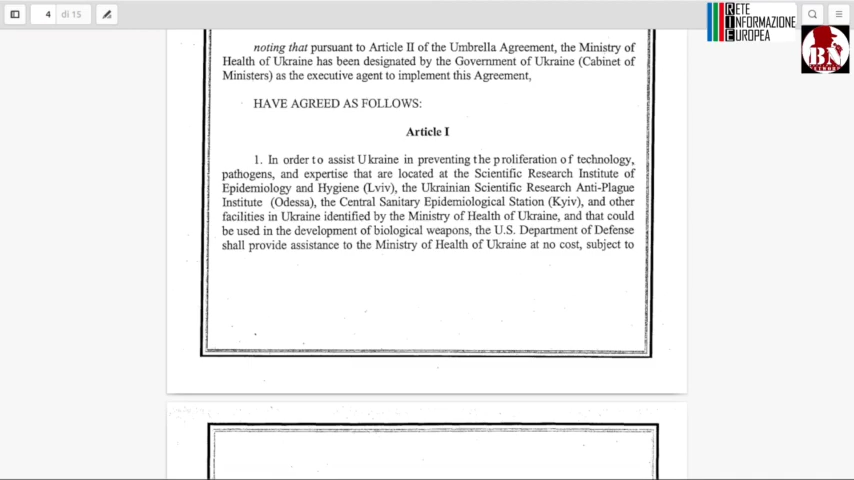 4 di 15
RETE
INFORMAZIONE
EUROPEA
BN
NETWORK
noting that pursuant to Article II of the Umbrella Agreement, the Ministry of
Health of Ukraine has been designated by the Government of Ukraine (Cabinet of
Ministers) as the executive agent to implement this Agreement,
HAVE AGREED AS FOLLOWS:
Article I
1. In order to assist Ukraine in preventing the proliferation of technology,
pathogens, and expertise that are located at the Scientific Research Institute of
Epidemiology and Hygiene (Lviv), the Ukrainian Scientific Research Anti-Plague
Institute (Odessa), the Central Sanitary Epidemiological Station (Kyiv), and other
facilities in Ukraine identified by the Ministry of Health of Ukraine, and that could
be used in the development of biological weapons, the U.S. Department of Defense
shall provide assistance to the Ministry of Health of Ukraine at no cost, subject to